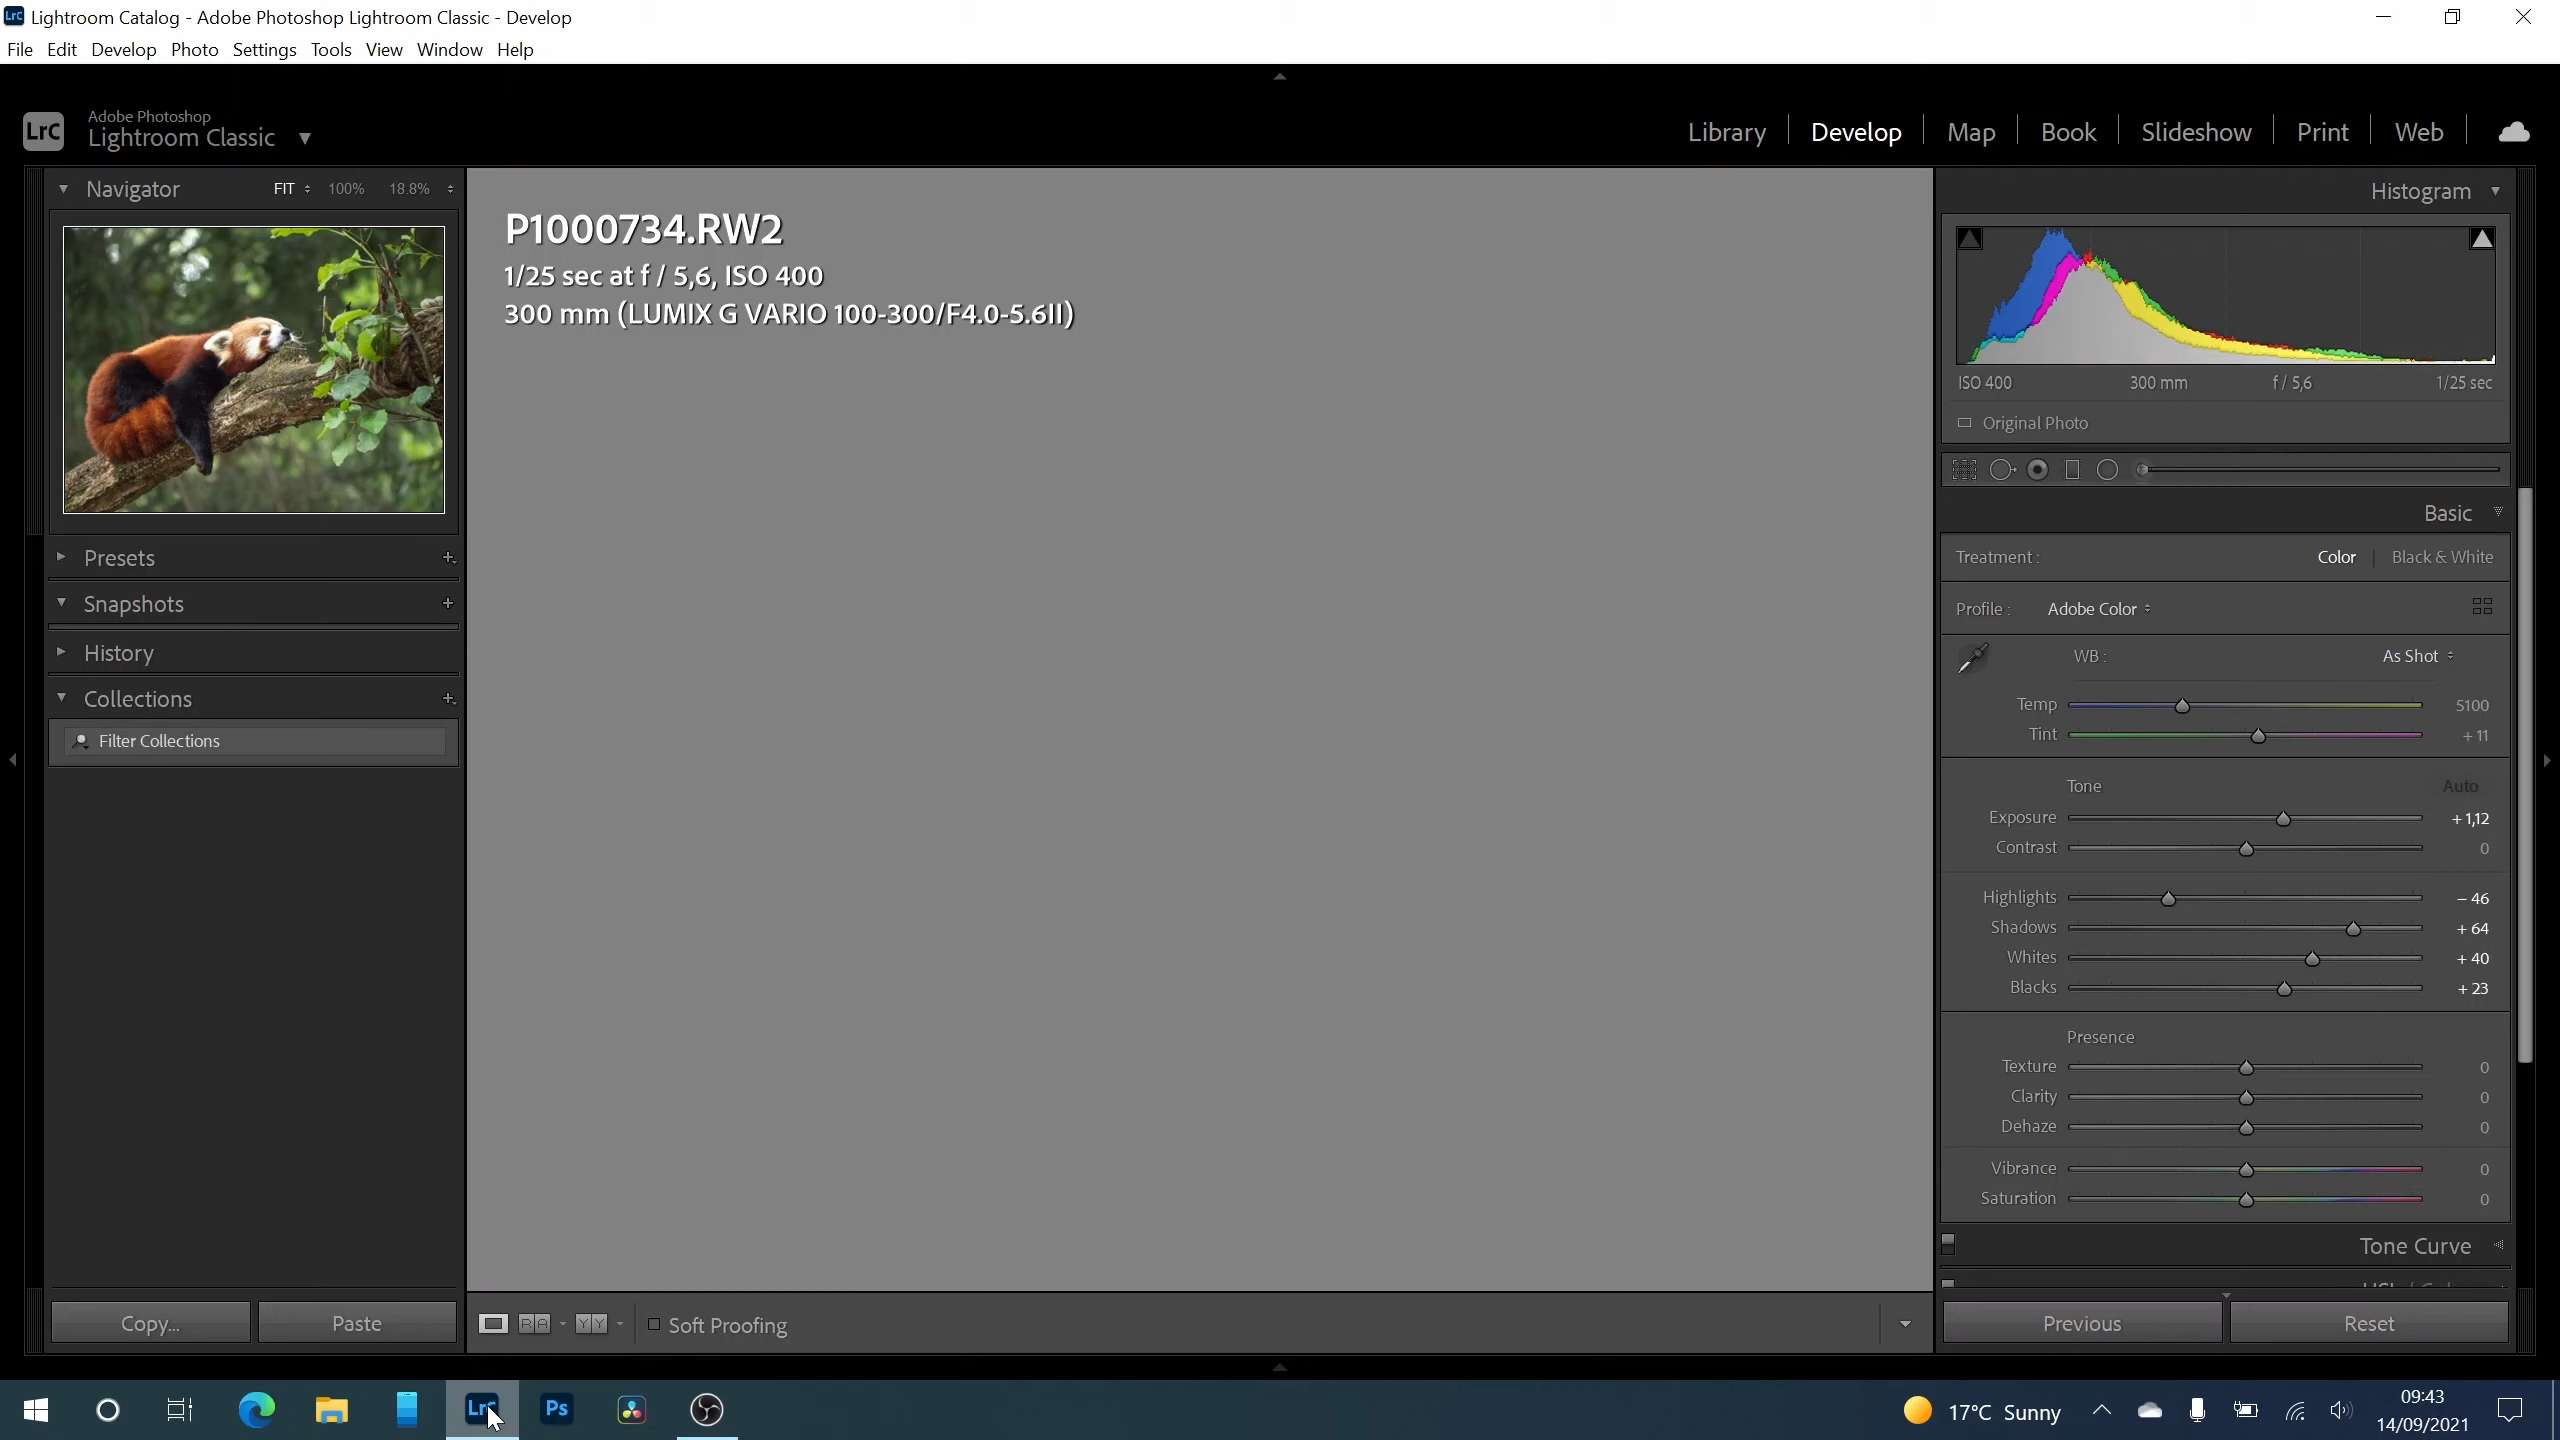 Lightroom Catalog - Adobe Photoshop Lightroom Classic - Develop
File Edit Develop Photo Settings Tools View Window Help
LrC
Adobe Photoshop
Lightroom Classic
Library Develop Map Book Slideshow Print Web
Navigator FIT 100% 18.8%
Presets
Snapshots
History
Collections
Filter Collections
Copy... Paste
P1000734.RW2
1/25 sec at f / 5,6, ISO 400
300 mm (LUMIX G VARIO 100-300/F4.0-5.6II)
RA YY Soft Proofing
Histogram
ISO 400 300 mm f / 5,6 1/25 sec
Original Photo
Basic
Treatment : Color Black & White
Profile : Adobe Color
WB : As Shot
Temp 5100
Tint + 11
Tone Auto
Exposure + 1,12
Contrast 0
Highlights – 46
Shadows + 64
Whites + 40
Blacks + 23
Presence
Texture 0
Clarity 0
Dehaze 0
Vibrance 0
Saturation 0
Tone Curve
Previous Reset
LrC Ps
17°C Sunny
09:43
14/09/2021